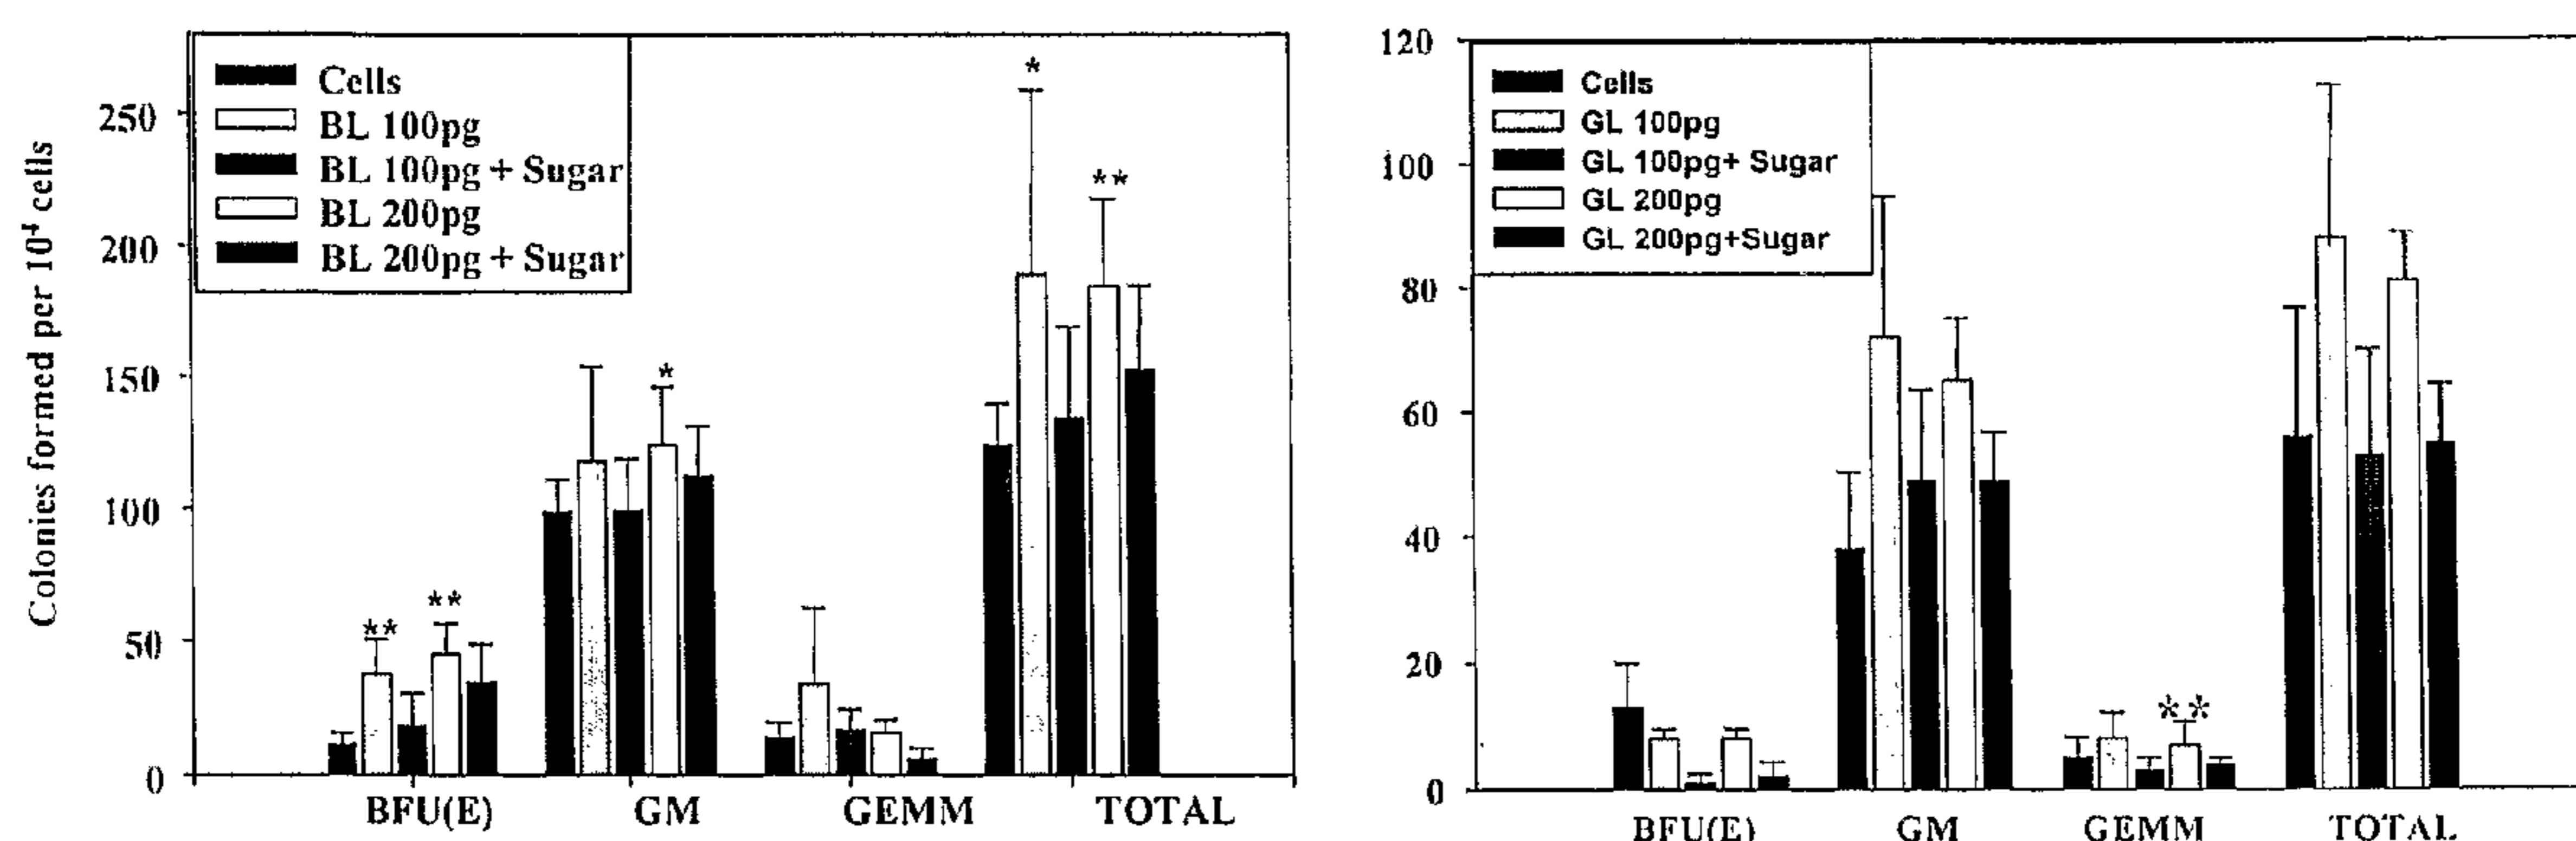 Colonies formed per 10⁴ cells
250
200
150
100
50
0
Cells
BL 100pg
BL 100pg + Sugar
BL 200pg
BL 200pg + Sugar
**
**
*
*
**
BFU(E) GM GEMM TOTAL
120
100
80
60
40
20
0
Cells
GL 100pg
GL 100pg+ Sugar
GL 200pg
GL 200pg+Sugar
**
BFU(E) GM GEMM TOTAL